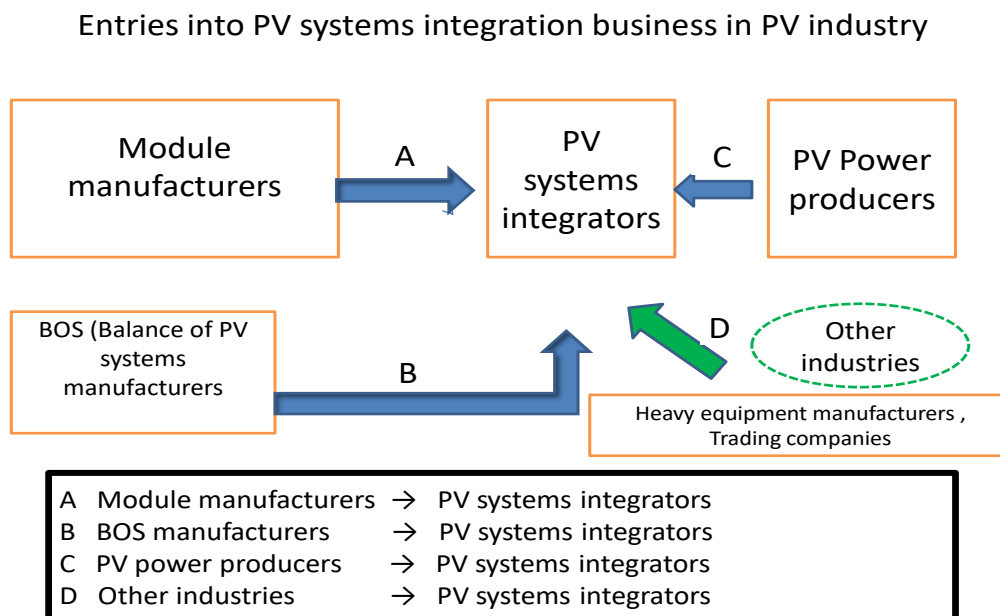 Entries into PV systems integration business in PV industry
Module
manufacturers
A
PV
systems
integrators
C
PV Power
producers
BOS (Balance of PV
systems
manufacturers
B
D
Other
industries
Heavy equipment manufacturers ,
Trading companies
A Module manufacturers → PV systems integrators
B BOS manufacturers → PV systems integrators
C PV power producers → PV systems integrators
D Other industries → PV systems integrators